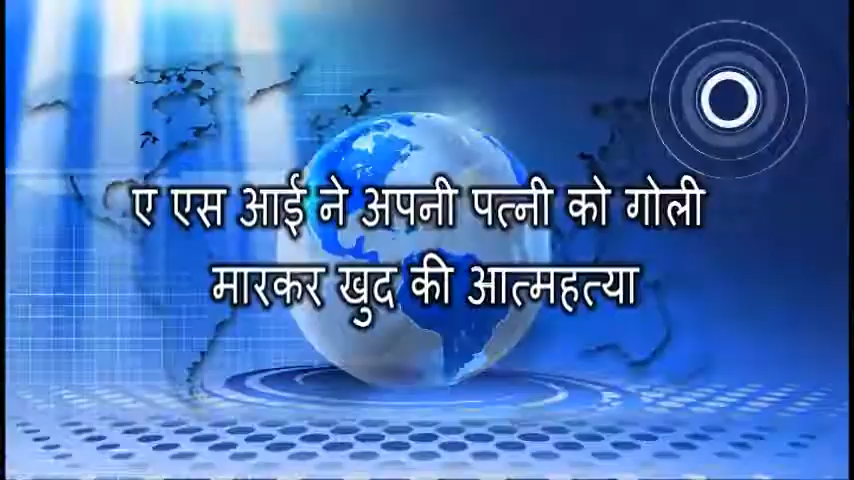 ए एस आई ने अपनी पत्नी को गोली
मारकर खुद की आत्महत्या